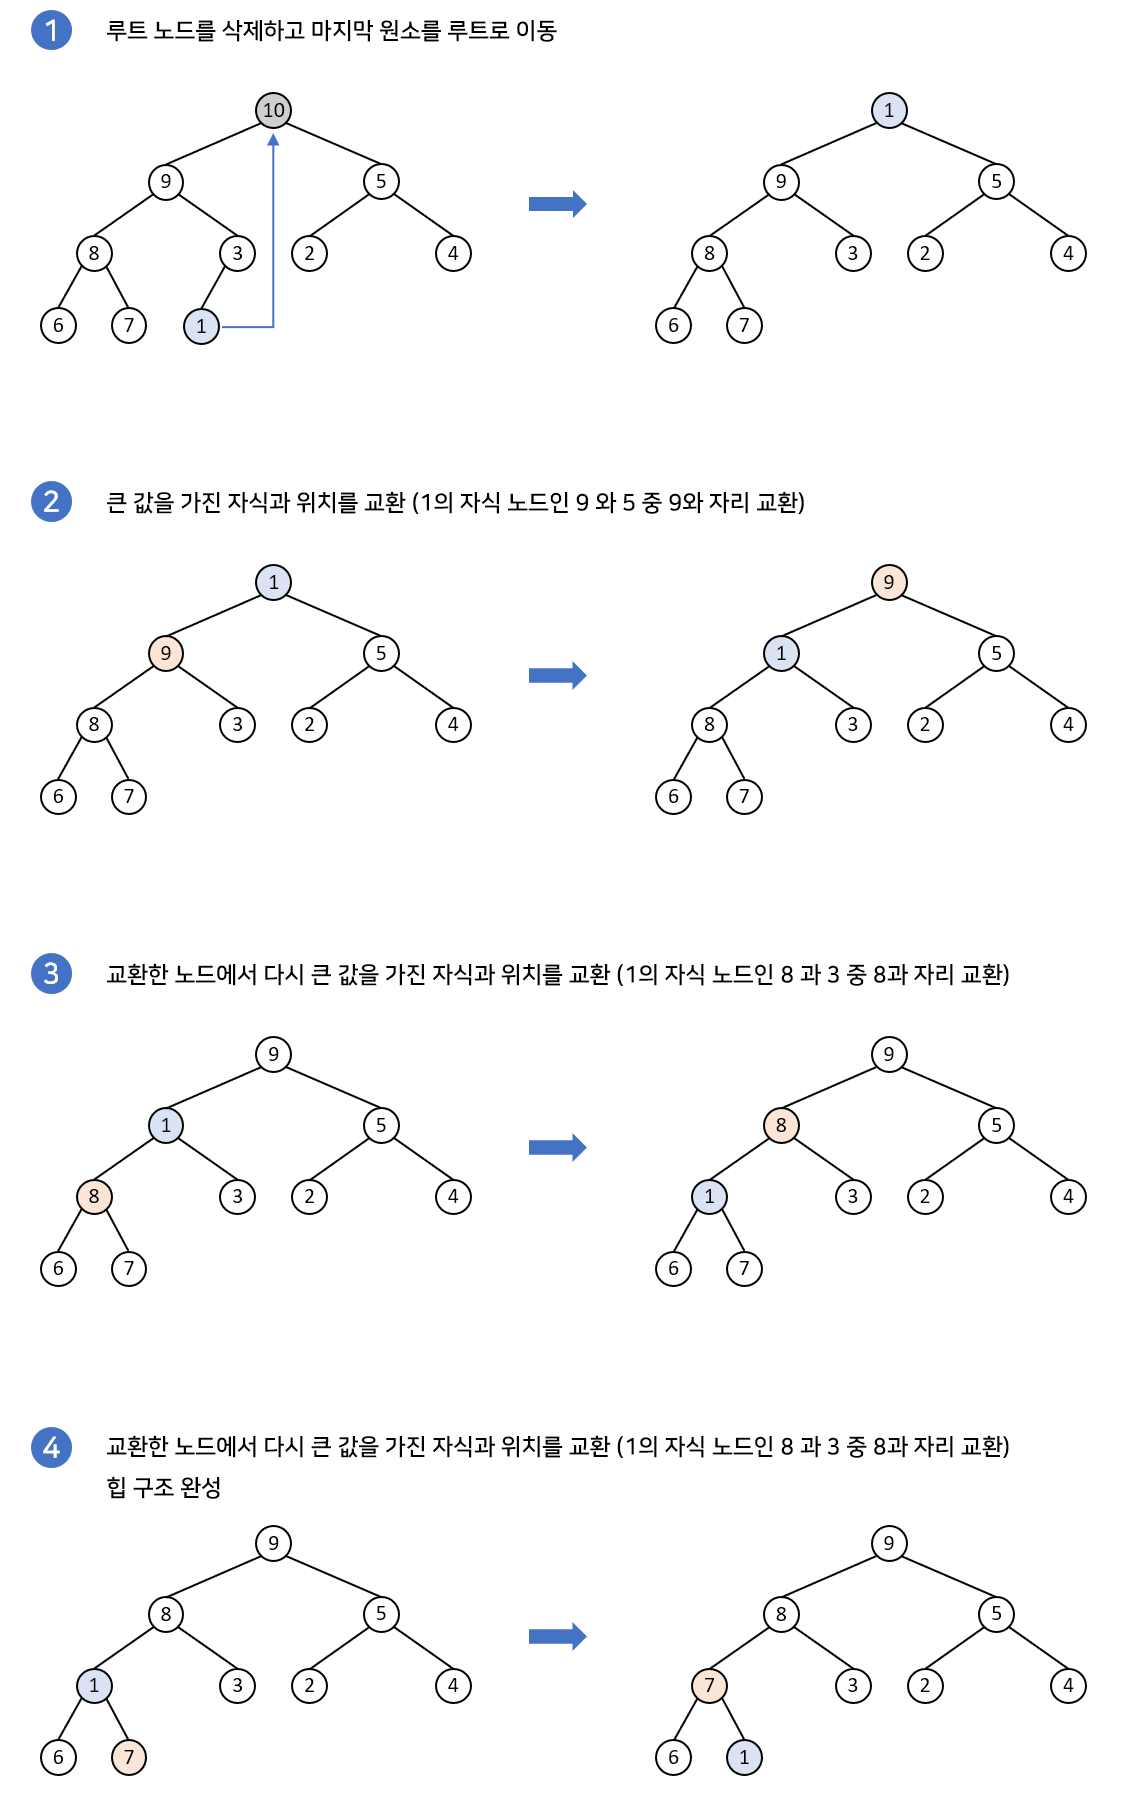 1 루트 노드를 삭제하고 마지막 원소를 루트로 이동
10 1
9 5 9 5
8 3 2 4 8 3 2 4
6 7 1 6 7
2 큰 값을 가진 자식과 위치를 교환 (1의 자식 노드인 9 와 5 중 9와 자리 교환)
1 9
9 5 1 5
8 3 2 4 8 3 2 4
6 7 6 7
3 교환한 노드에서 다시 큰 값을 가진 자식과 위치를 교환 (1의 자식 노드인 8 과 3 중 8과 자리 교환)
9 9
1 5 8 5
8 3 2 4 1 3 2 4
6 7 6 7
4 교환한 노드에서 다시 큰 값을 가진 자식과 위치를 교환 (1의 자식 노드인 8 과 3 중 8과 자리 교환)
힙 구조 완성
9 9
8 5 8 5
1 3 2 4 7 3 2 4
6 7 6 1